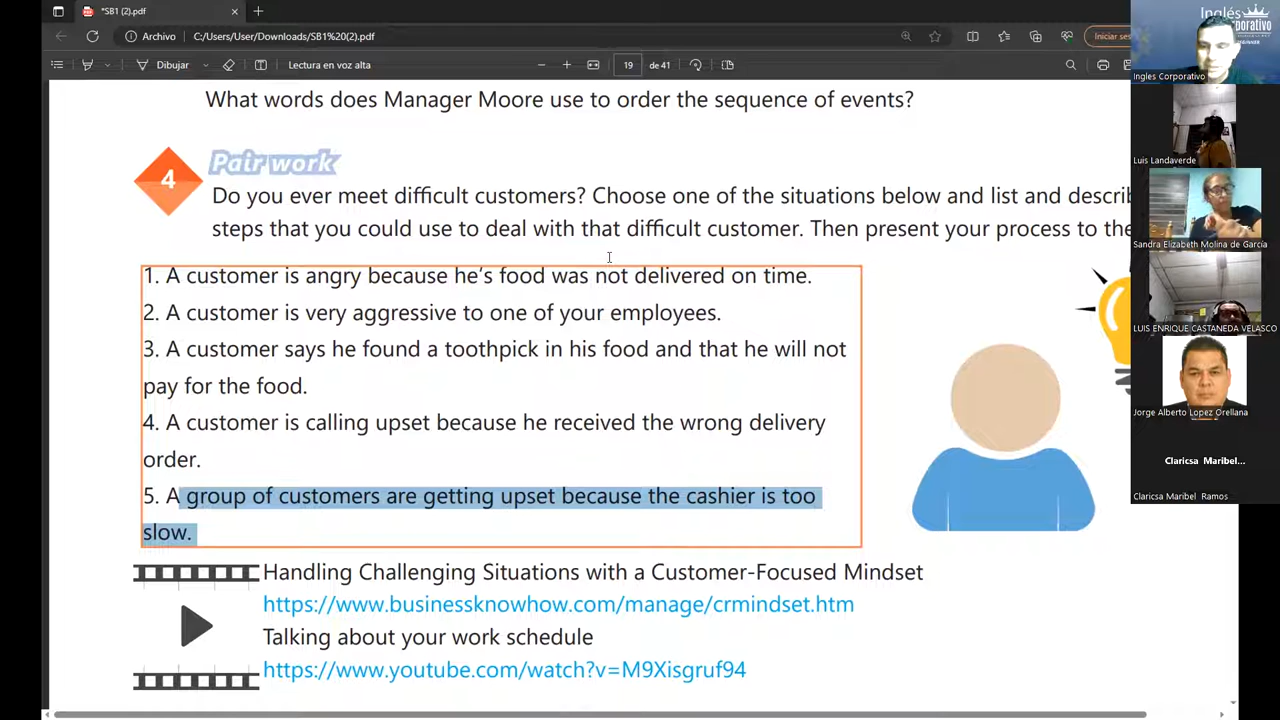 *SB1 (2).pdf
Archivo
C:/Users/User/Downloads/SB1%20(2).pdf
Iniciar ses
Dibujar
Lectura en voz alta
19
de 41
What words does Manager Moore use to order the sequence of events?
4
Pair work
Do you ever meet difficult customers? Choose one of the situations below and list and describ
steps that you could use to deal with that difficult customer. Then present your process to the
1. A customer is angry because he's food was not delivered on time.
2. A customer is very aggressive to one of your employees.
3. A customer says he found a toothpick in his food and that he will not
pay for the food.
4. A customer is calling upset because he received the wrong delivery
order.
5. A group of customers are getting upset because the cashier is too
slow.
Handling Challenging Situations with a Customer-Focused Mindset
https://www.businessknowhow.com/manage/crmindset.htm
Talking about your work schedule
https://www.youtube.com/watch?v=M9Xisgruf94
Inglés
Ingles Corporativo
Luis Landaverde
Sandra Elizabeth Molina de García
LUIS ENRIQUE CASTANEDA VELASCO
Jorge Alberto Lopez Orellana
Claricsa Maribel...
Claricsa Maribel Ramos